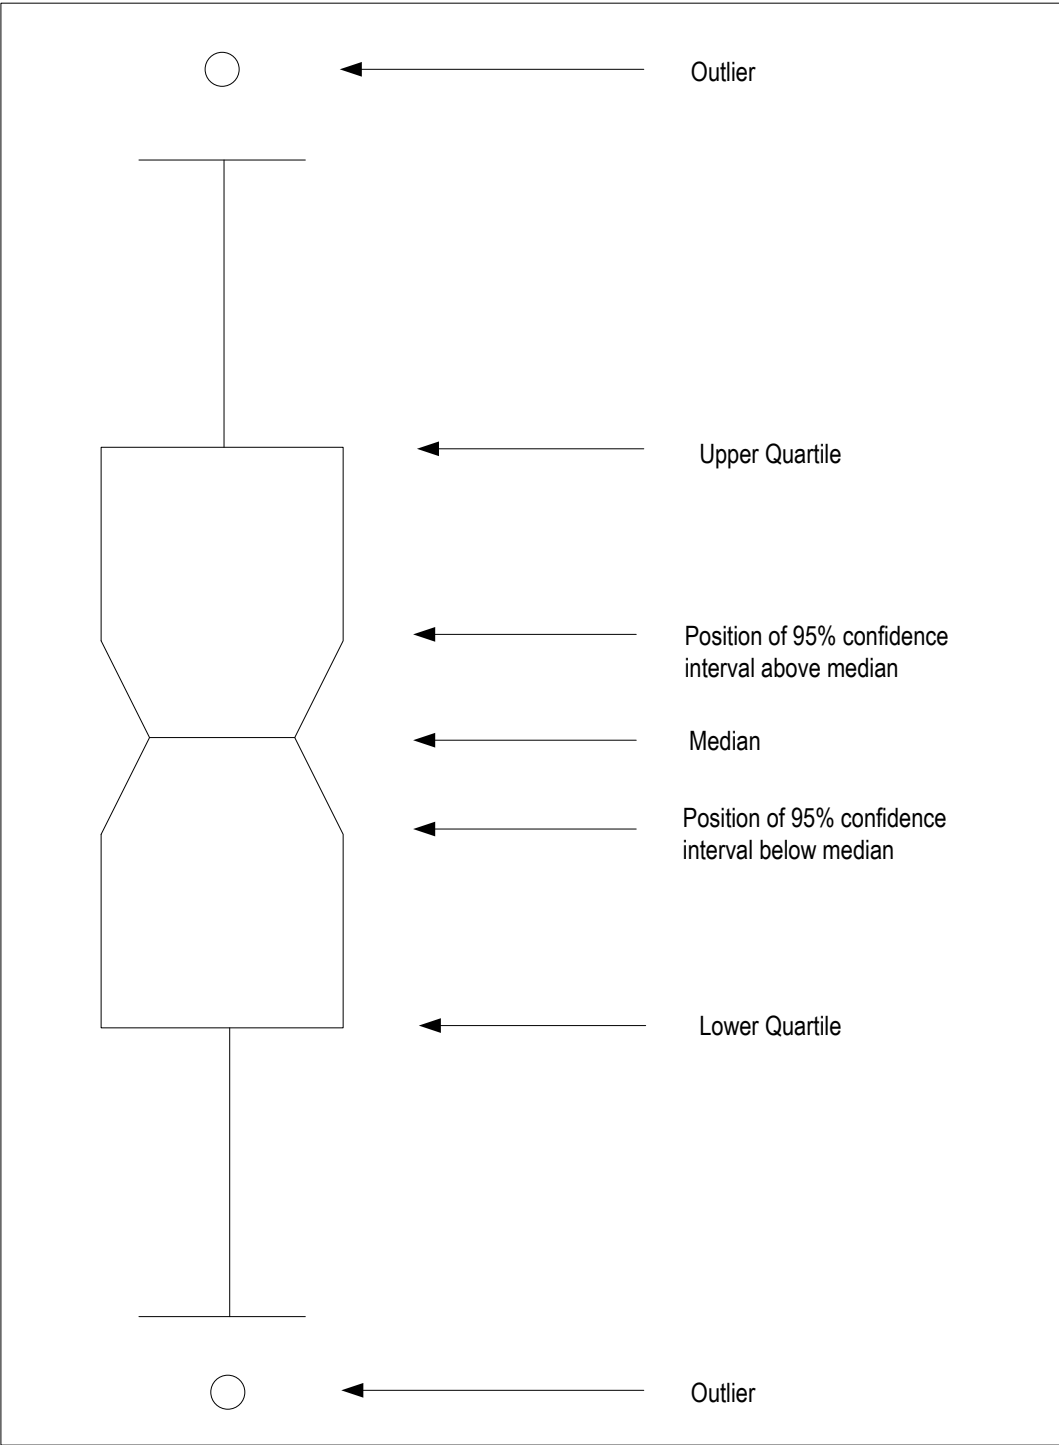 Outlier
Upper Quartile
Position of 95% confidence
interval above median
Median
Position of 95% confidence
interval below median
Lower Quartile
Outlier